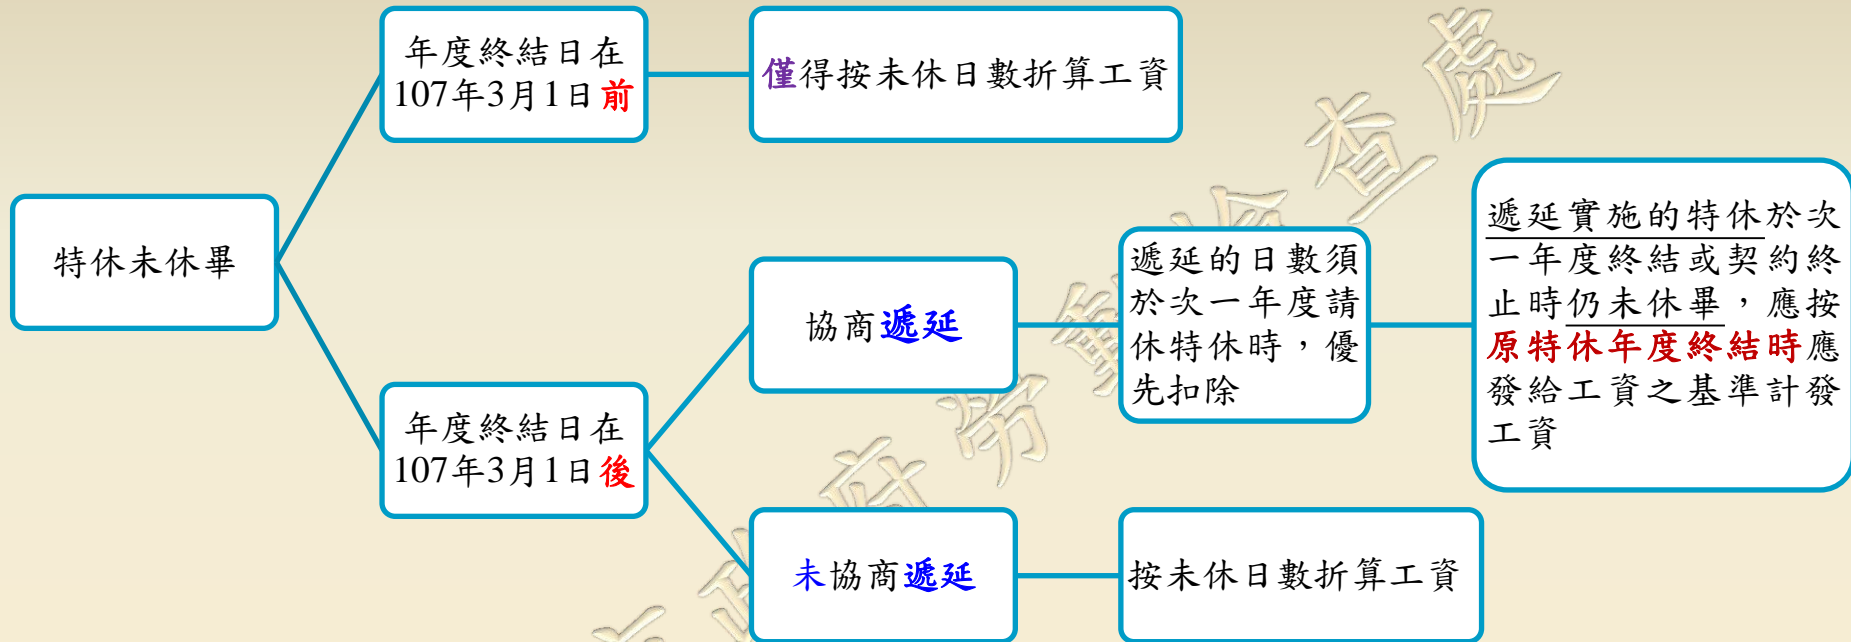 年度終結日在
107年3月1日前
僅得按未休日數折算工資
特休未休畢
年度終結日在
107年3月1日後
協商遞延
遞延的日數須
於次一年度請
休特休時，優
先扣除
遞延實施的特休於次
一年度終結或契約終
止時仍未休畢，應按
原特休年度終結時應
發給工資之基準計發
工資
未協商遞延
按未休日數折算工資
府勞動檢查處